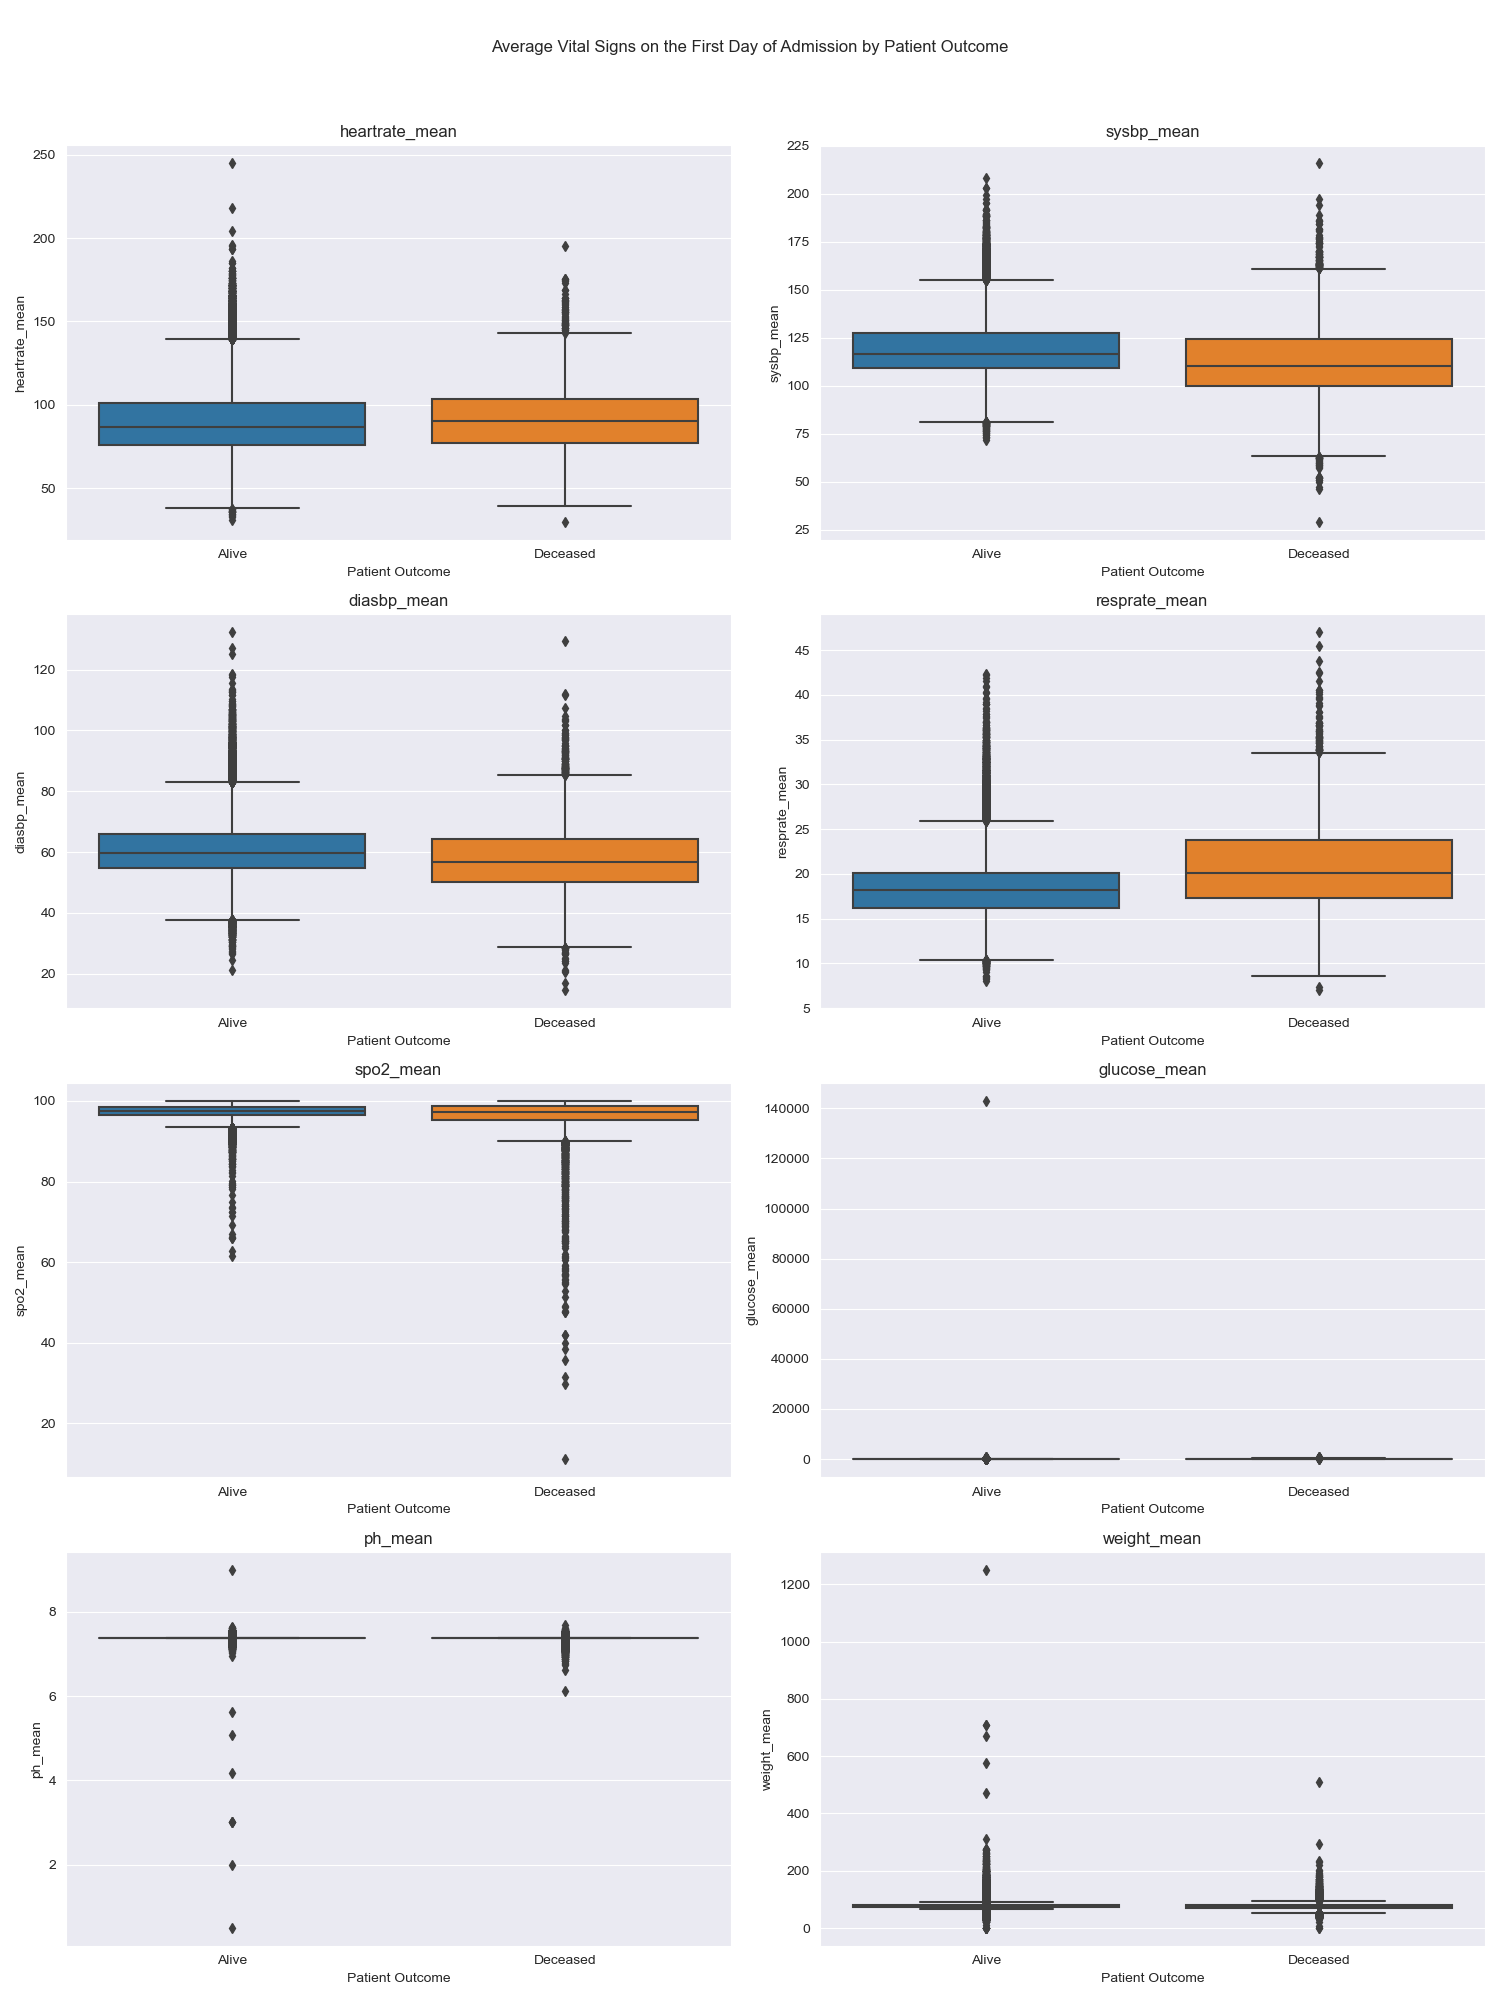 Average Vital Signs on the First Day of Admission by Patient Outcome
heartrate_mean
heartrate_mean
250
200
150
100
50
Alive
Deceased
Patient Outcome
sysbp_mean
sysbp_mean
225
200
175
150
125
100
75
50
25
Alive
Deceased
Patient Outcome
diasbp_mean
diasbp_mean
120
100
80
60
40
20
Alive
Deceased
Patient Outcome
resprate_mean
resprate_mean
45
40
35
30
25
20
15
10
5
Alive
Deceased
Patient Outcome
spo2_mean
spo2_mean
100
80
60
40
20
Alive
Deceased
Patient Outcome
glucose_mean
glucose_mean
140000
120000
100000
80000
60000
40000
20000
0
Alive
Deceased
Patient Outcome
ph_mean
ph_mean
8
6
4
2
Alive
Deceased
Patient Outcome
weight_mean
weight_mean
1200
1000
800
600
400
200
0
Alive
Deceased
Patient Outcome